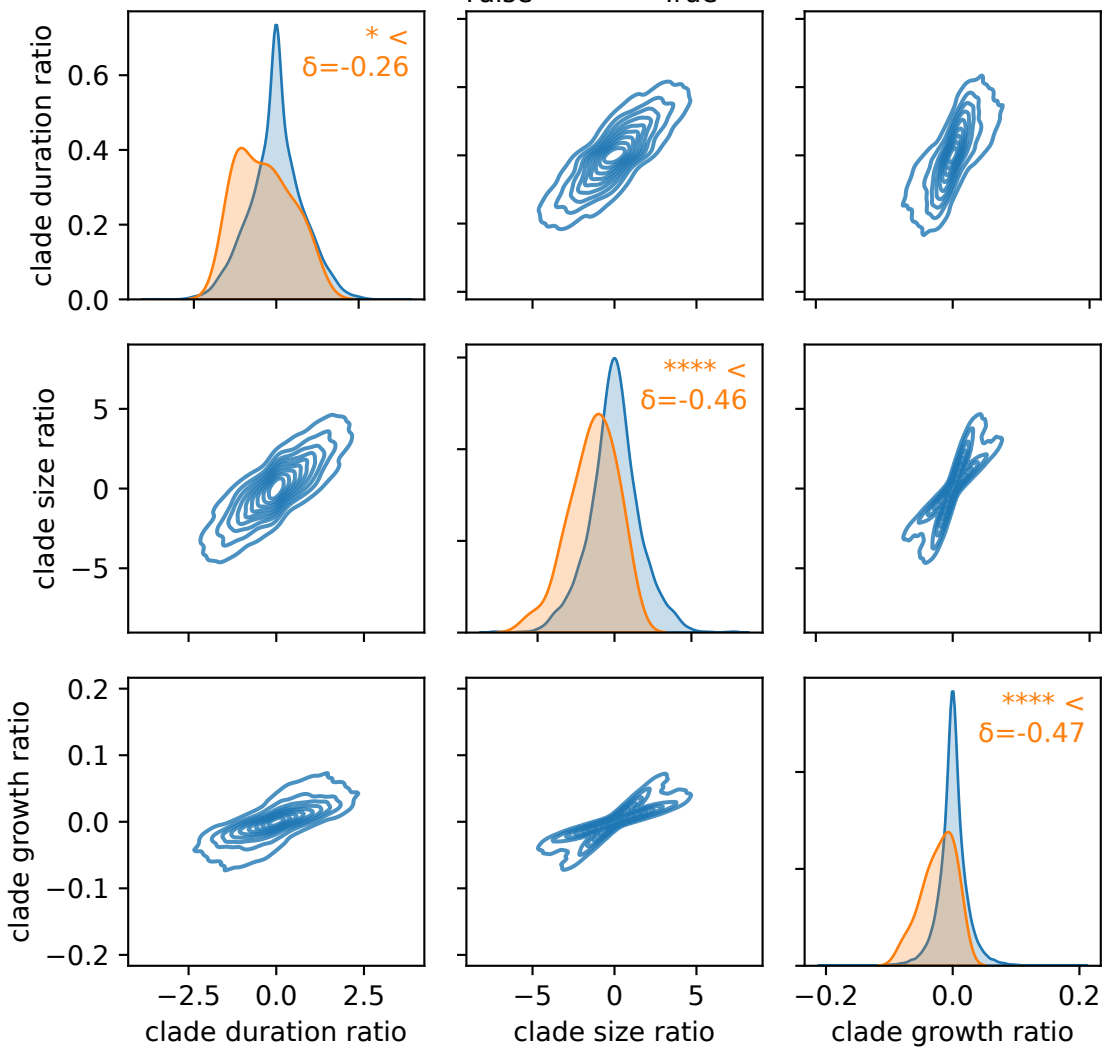 False True
clade duration ratio
0.6
0.4
0.2
0.0
* <
δ=-0.26
clade size ratio
5
0
−5
**** <
δ=-0.46
clade growth ratio
0.2
0.1
0.0
−0.1
−0.2
**** <
δ=-0.47
−2.5 0.0 2.5
−5 0 5
−0.2 0.0 0.2
clade duration ratio
clade size ratio
clade growth ratio